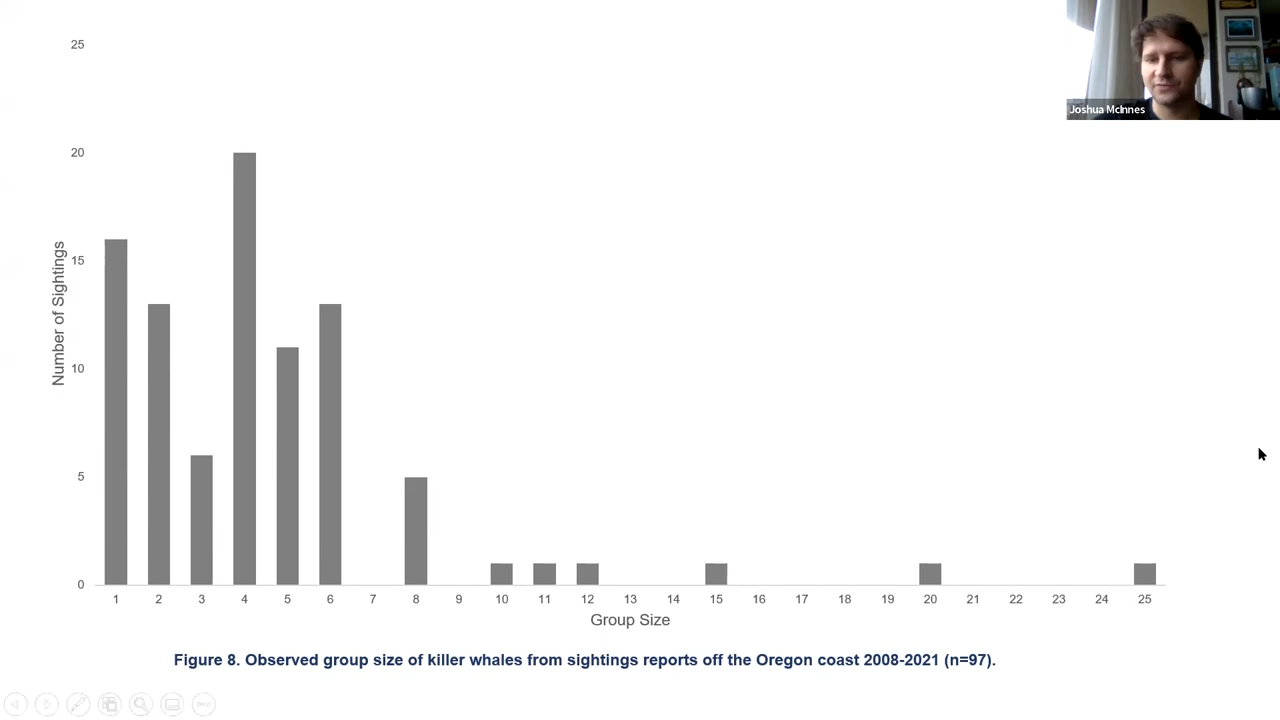 Joshua McInnes
25
20
15
10
5
0
Number of Sightings
1 2 3 4 5 6 7 8 9 10 11 12 13 14 15 16 17 18 19 20 21 22 23 24 25
Group Size
Figure 8. Observed group size of killer whales from sightings reports off the Oregon coast 2008-2021 (n=97).